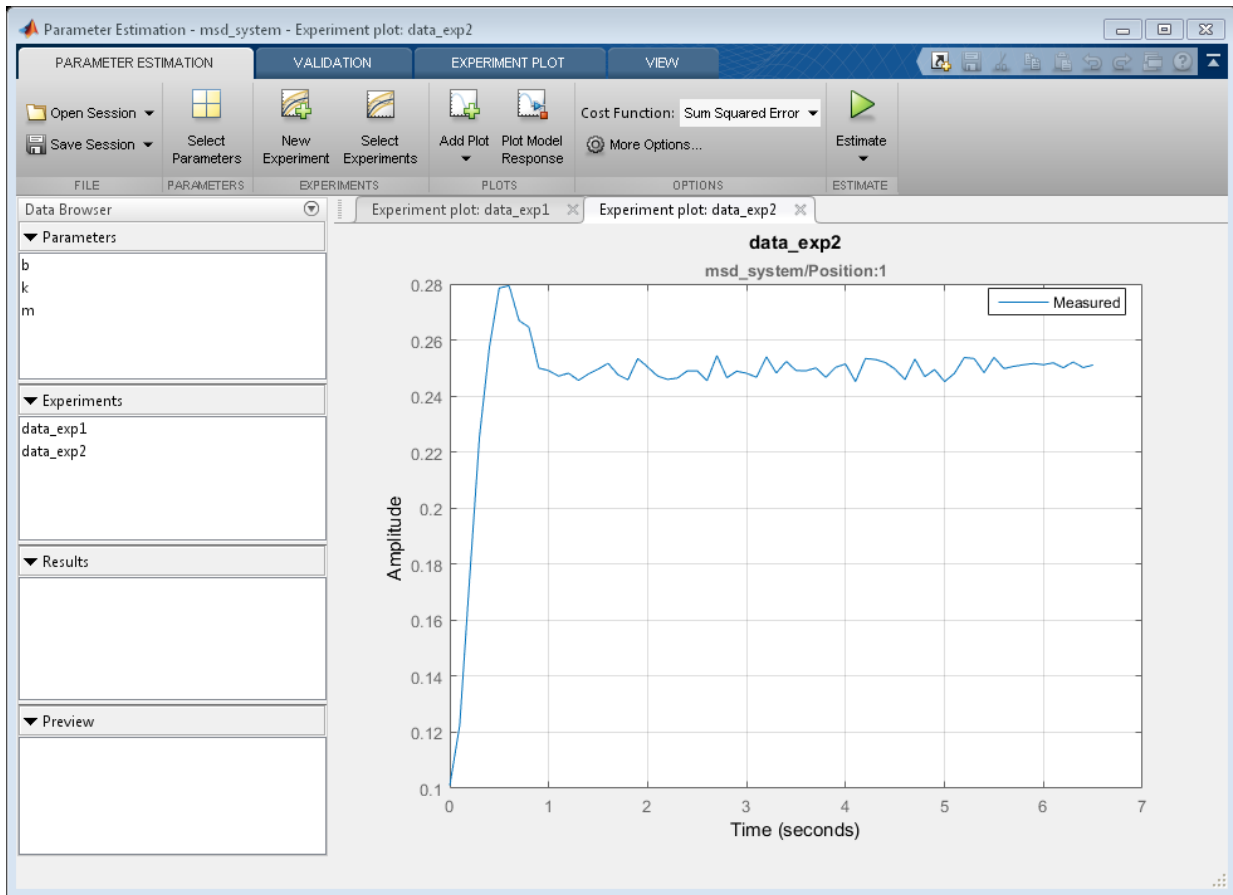 Parameter Estimation - msd_system - Experiment plot: data_exp2
PARAMETER ESTIMATION VALIDATION EXPERIMENT PLOT VIEW
Open Session
Save Session
FILE
Select
Parameters
PARAMETERS
New
Experiment
Select
Experiments
EXPERIMENTS
Add Plot
Plot Model
Response
PLOTS
Cost Function: Sum Squared Error
More Options...
OPTIONS
Estimate
ESTIMATE
Data Browser
Parameters
b
k
m
Experiments
data_exp1
data_exp2
Results
Preview
Experiment plot: data_exp1
Experiment plot: data_exp2
data_exp2
msd_system/Position:1
Measured
0.28
0.26
0.24
0.22
0.2
0.18
0.16
0.14
0.12
0.1
Amplitude
0 1 2 3 4 5 6 7
Time (seconds)